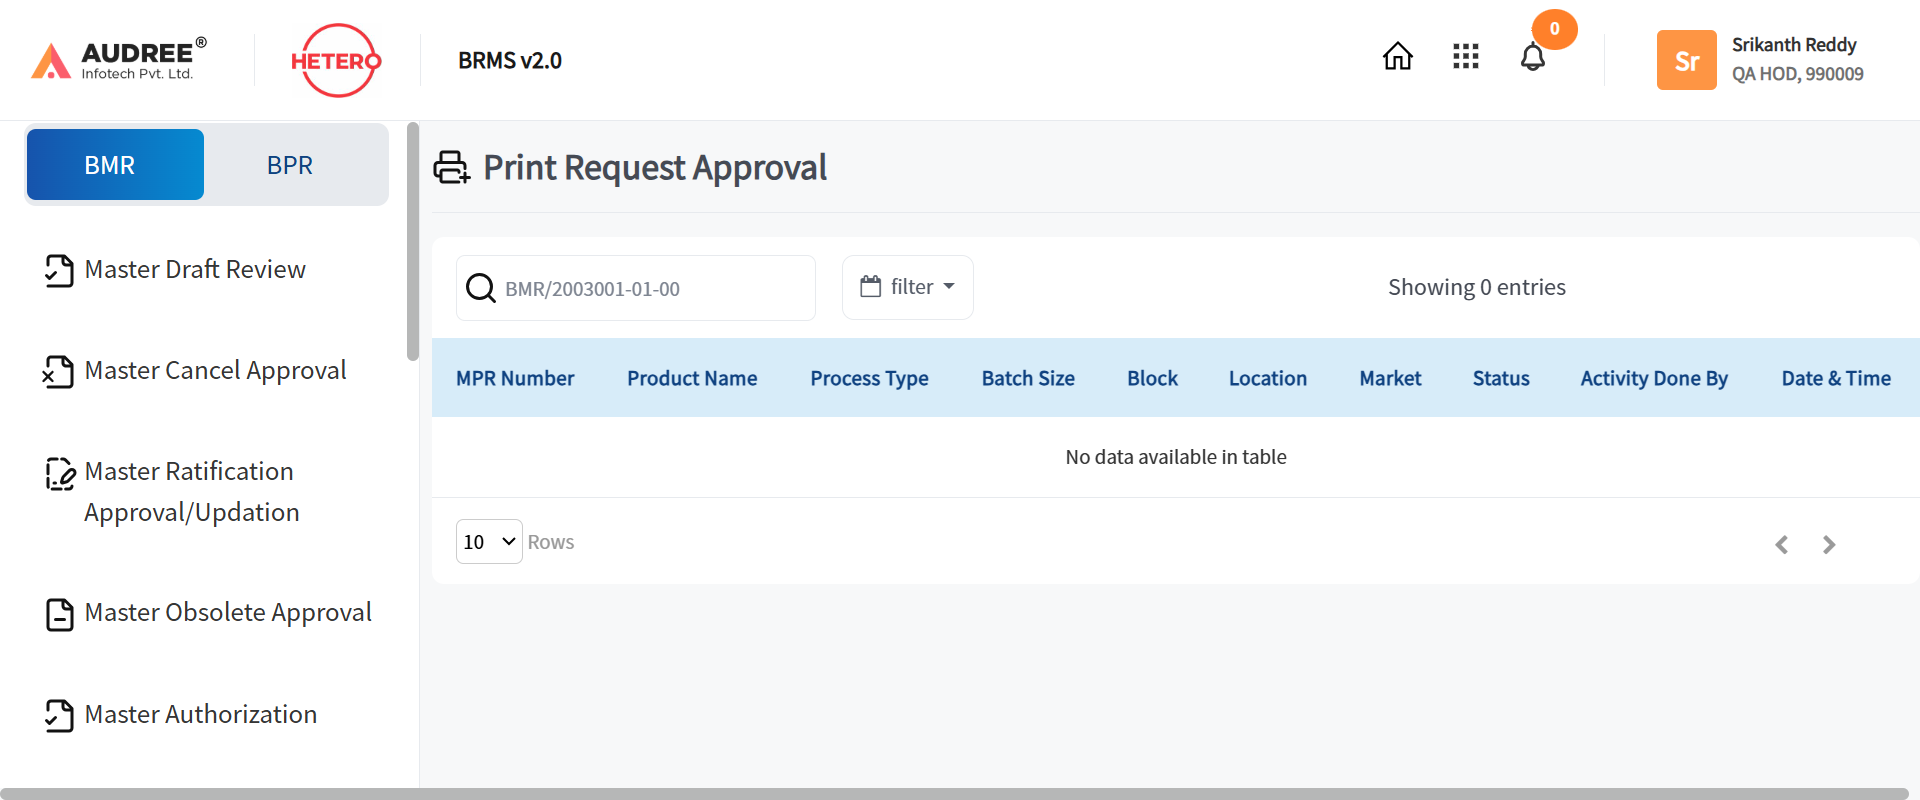 AUDREE®
Infotech Pvt. Ltd.
HETERO
BRMS v2.0
0
Sr
Srikanth Reddy
QA HOD, 990009
BMR
BPR
Master Draft Review
Master Cancel Approval
Master Ratification
Approval/Updation
Master Obsolete Approval
Master Authorization
Print Request Approval
BMR/2003001-01-00
filter
Showing 0 entries
MPR Number Product Name Process Type Batch Size Block Location Market Status Activity Done By Date & Time
No data available in table
10 Rows